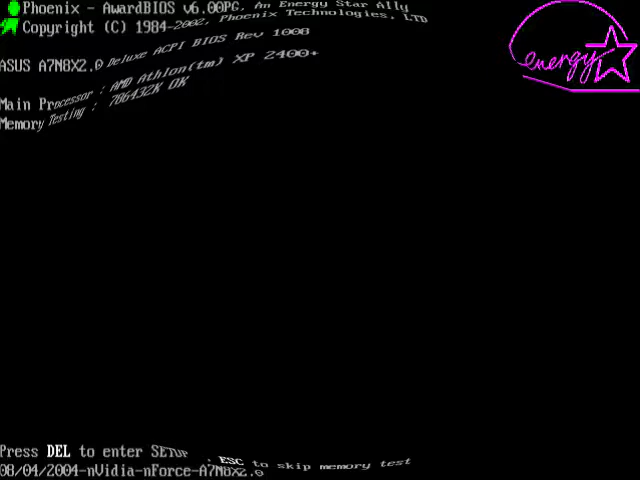 Phoenix - AwardBIOS v6.00PG, An Energy Star Ally
Copyright (C) 1984-2002, Phoenix Technologies, LTD
energy
ASUS A7N8X2.0 Deluxe ACPI BIOS Rev 1008
Main Processor : AMD Athlon(tm) XP 2400+
Memory Testing : 786432K OK
Press DEL to enter SETUP , ESC to skip memory test
08/04/2004-nVidia-nForce-A7N8X2.0